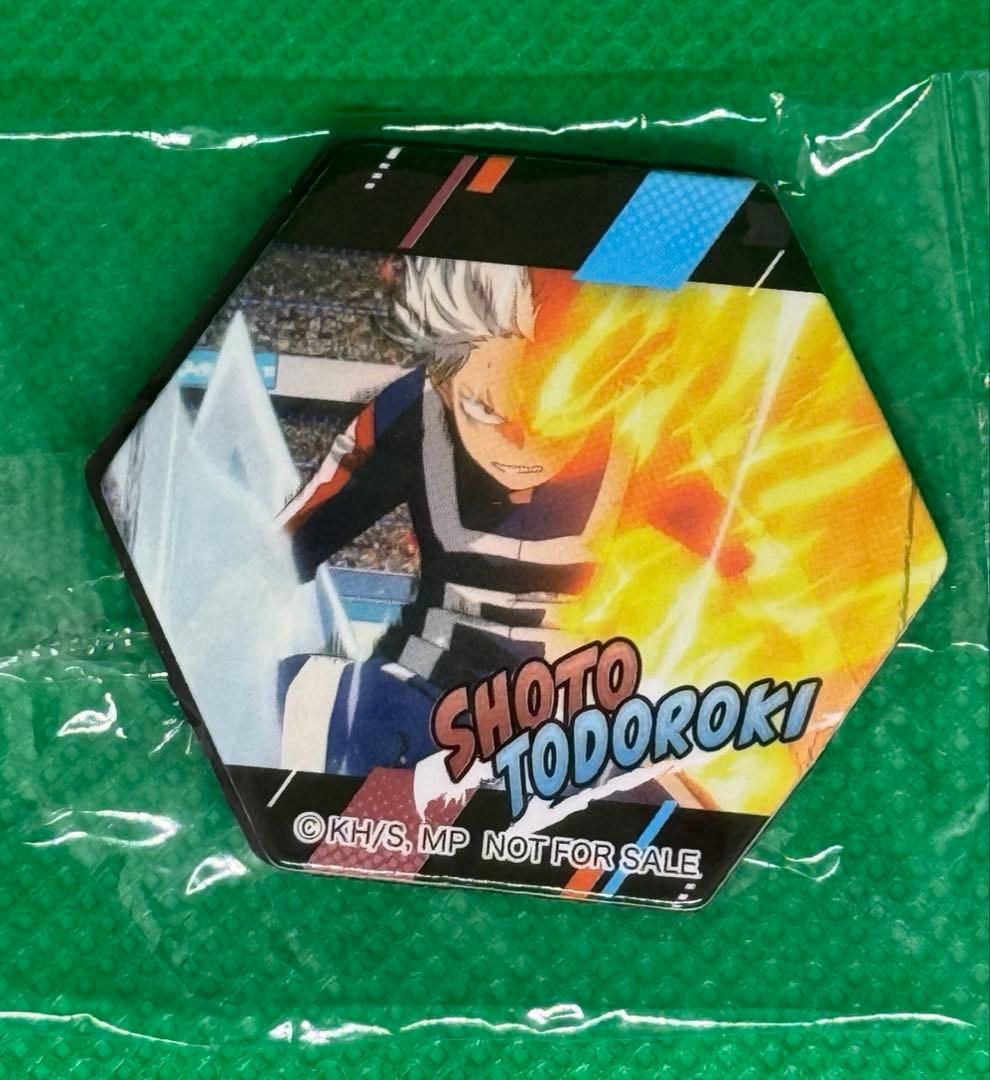 SHOTO
TODOROKI
© KH/S, MP NOT FOR SALE